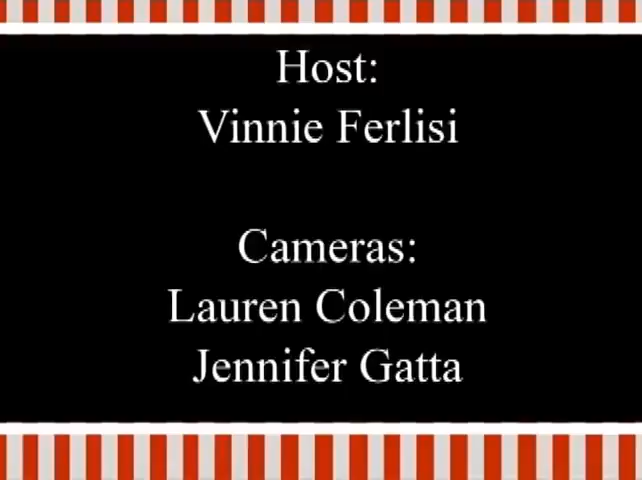 Host:
Vinnie Ferlisi
Cameras:
Lauren Coleman
Jennifer Gatta